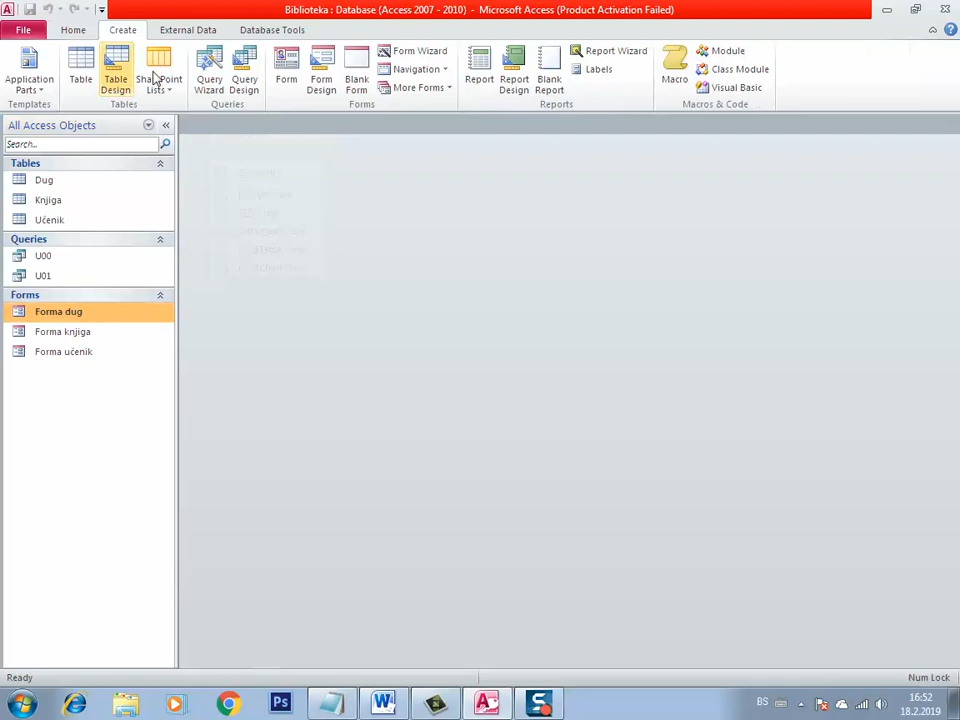 Biblioteka : Database (Access 2007 - 2010) - Microsoft Access (Product Activation Failed)
File Home Create External Data Database Tools
Application Parts
Table
Table Design
SharePoint Lists
Query Wizard
Query Design
Form
Form Design
Blank Form
Form Wizard
Navigation
More Forms
Report
Report Design
Blank Report
Report Wizard
Labels
Macro
Module
Class Module
Visual Basic
Templates Tables Queries Forms Reports Macros & Code
All Access Objects
Search...
Tables
Dug
Knjiga
Učenik
Queries
U00
U01
Forms
Forma dug
Forma knjiga
Forma učenik
Ready
Num Lock
Ps
BS
16:52
18.2.2019